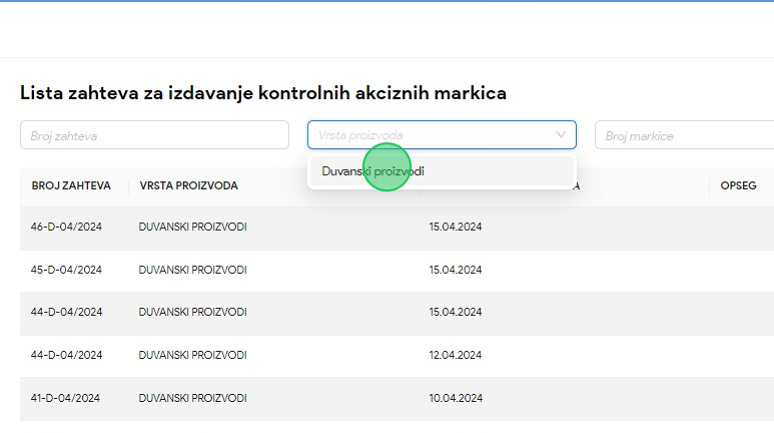 Lista zahteva za izdavanje kontrolnih akciznih markica
Broj zahteva Vrsta proizvoda Broj markice
Duvanski proizvodi
BROJ ZAHTEVA VRSTA PROIZVODA A OPSEG
46-D-04/2024 DUVANSKI PROIZVODI 15.04.2024
45-D-04/2024 DUVANSKI PROIZVODI 15.04.2024
44-D-04/2024 DUVANSKI PROIZVODI 15.04.2024
44-D-04/2024 DUVANSKI PROIZVODI 12.04.2024
41-D-04/2024 DUVANSKI PROIZVODI 10.04.2024